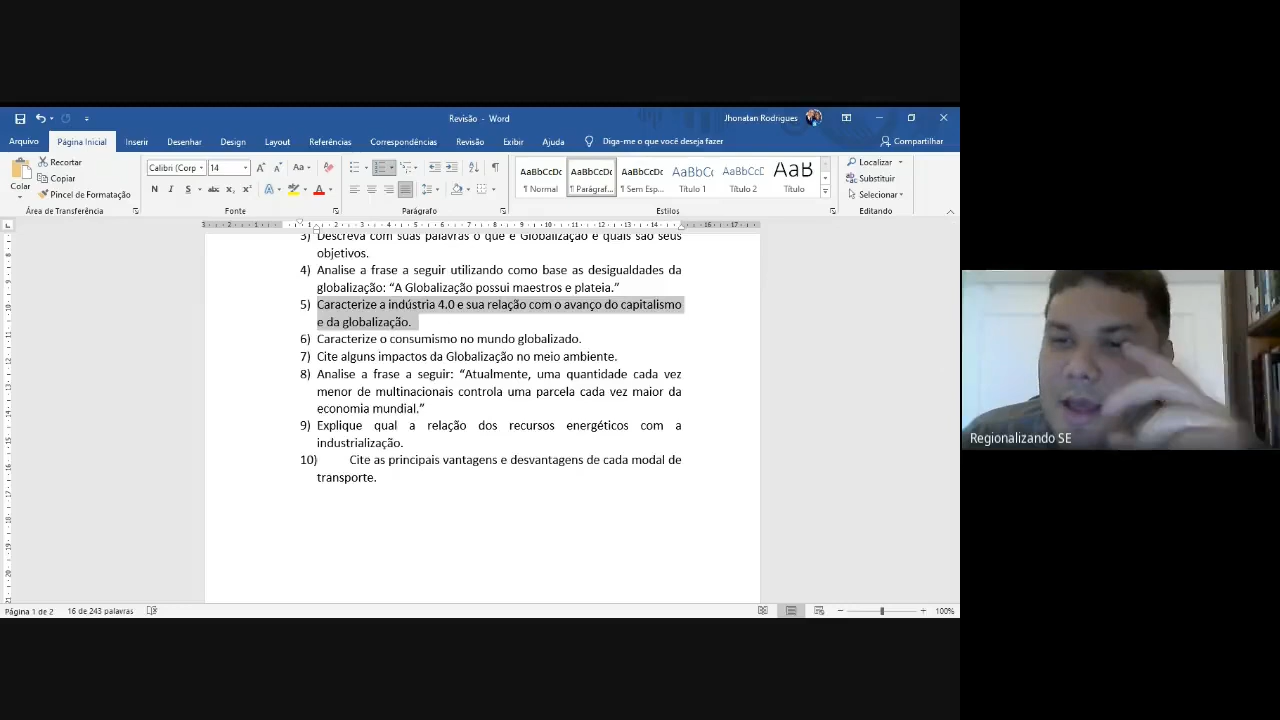 Revisão - Word
Jhonatan Rodrigues
Arquivo Página Inicial Inserir Desenhar Design Layout Referências Correspondências Revisão Exibir Ajuda Diga-me o que você deseja fazer Compartilhar
Colar
Recortar
Copiar
Pincel de Formatação
Área de Transferência
Calibri (Corp 14
N I S abc x₂ x²
Fonte
Parágrafo
AaBbCcDc AaBbCcDc AaBbCcDc AaBbCc AaBbCcC AaB
¶ Normal ¶ Parágraf... ¶ Sem Esp... Título 1 Título 2 Título
Estilos
Localizar
Substituir
Selecionar
Editando
3) Descreva com suas palavras o que é Globalização e quais são seus
objetivos.
4) Analise a frase a seguir utilizando como base as desigualdades da
globalização: “A Globalização possui maestros e plateia.”
5) Caracterize a indústria 4.0 e sua relação com o avanço do capitalismo
e da globalização.
6) Caracterize o consumismo no mundo globalizado.
7) Cite alguns impactos da Globalização no meio ambiente.
8) Analise a frase a seguir: “Atualmente, uma quantidade cada vez
menor de multinacionais controla uma parcela cada vez maior da
economia mundial.”
9) Explique qual a relação dos recursos energéticos com a
industrialização.
10) Cite as principais vantagens e desvantagens de cada modal de
transporte.
Página 1 de 2 16 de 243 palavras 100%
Regionalizando SE